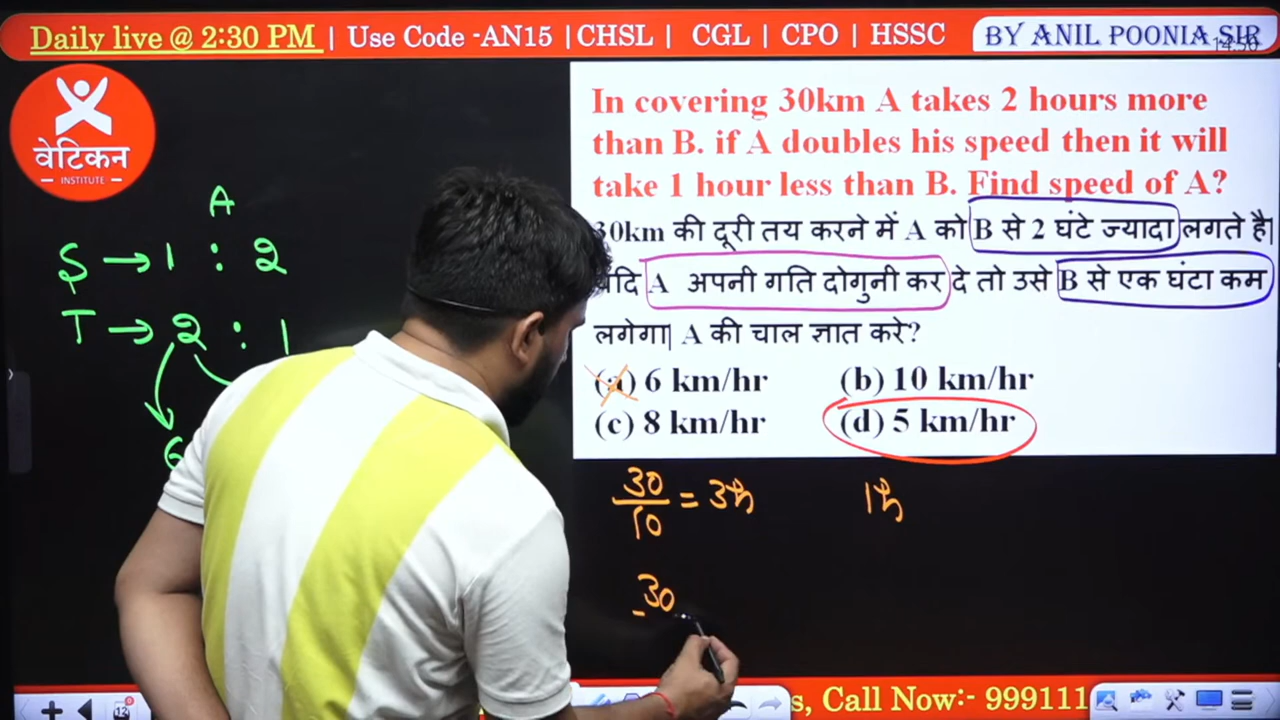 Daily live @ 2:30 PM | Use Code -AN15 |CHSL | CGL | CPO | HSSC
BY ANIL POONIA SIR
14:56
वेटिकन
INSTITUTE
In covering 30km A takes 2 hours more
than B. if A doubles his speed then it will
take 1 hour less than B. Find speed of A?
30km की दूरी तय करने में A को B से 2 घंटे ज्यादा लगते है|
यदि A अपनी गति दोगुनी कर दे तो उसे B से एक घंटा कम
लगेगा| A की चाल ज्ञात करे?
(a) 6 km/hr (b) 10 km/hr
(c) 8 km/hr (d) 5 km/hr
A
S → 1 : 2
T → 2 : 1
6
30/10 = 3h 1h
30
s, Call Now:- 999111
12